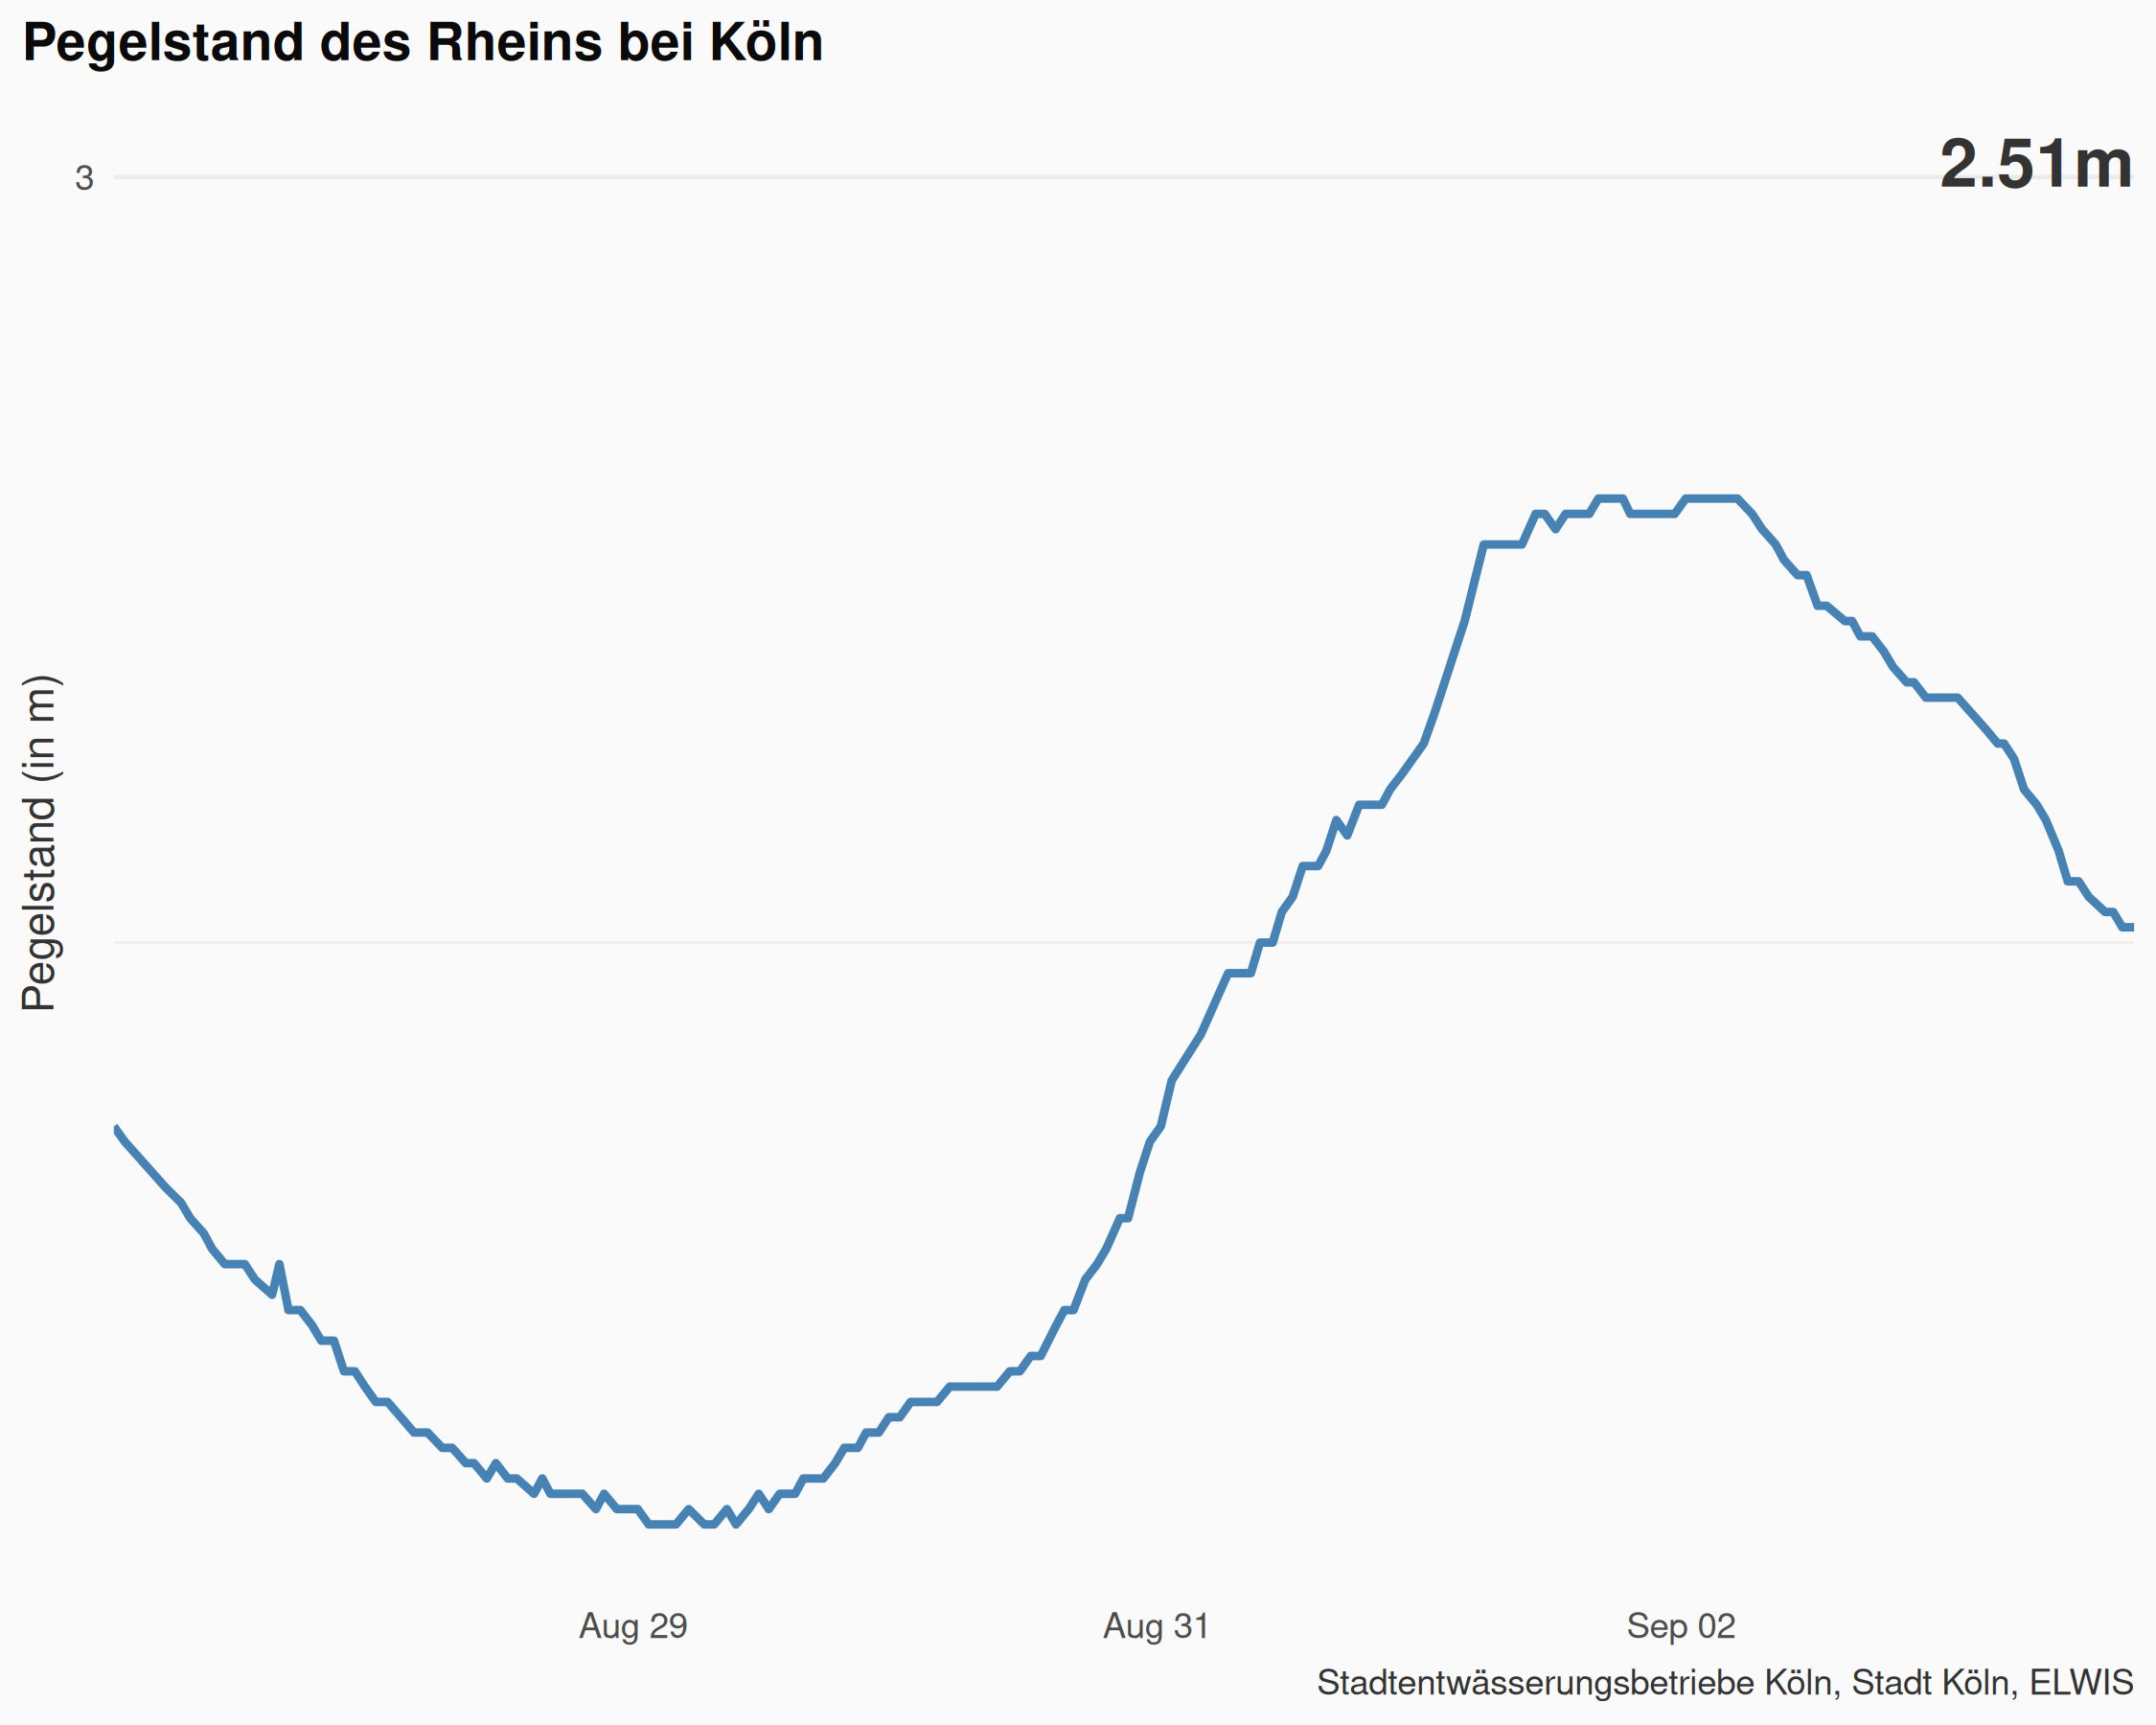 Pegelstand des Rheins bei Köln
2.51m
3
Pegelstand (in m)
Aug 29
Aug 31
Sep 02
Stadtentwässerungsbetriebe Köln, Stadt Köln, ELWIS